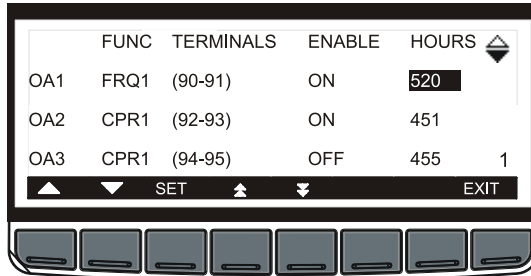 FUNC TERMINALS ENABLE HOURS
OA1 FRQ1 (90-91) ON 520
OA2 CPR1 (92-93) ON 451
OA3 CPR1 (94-95) OFF 455 1
SET EXIT